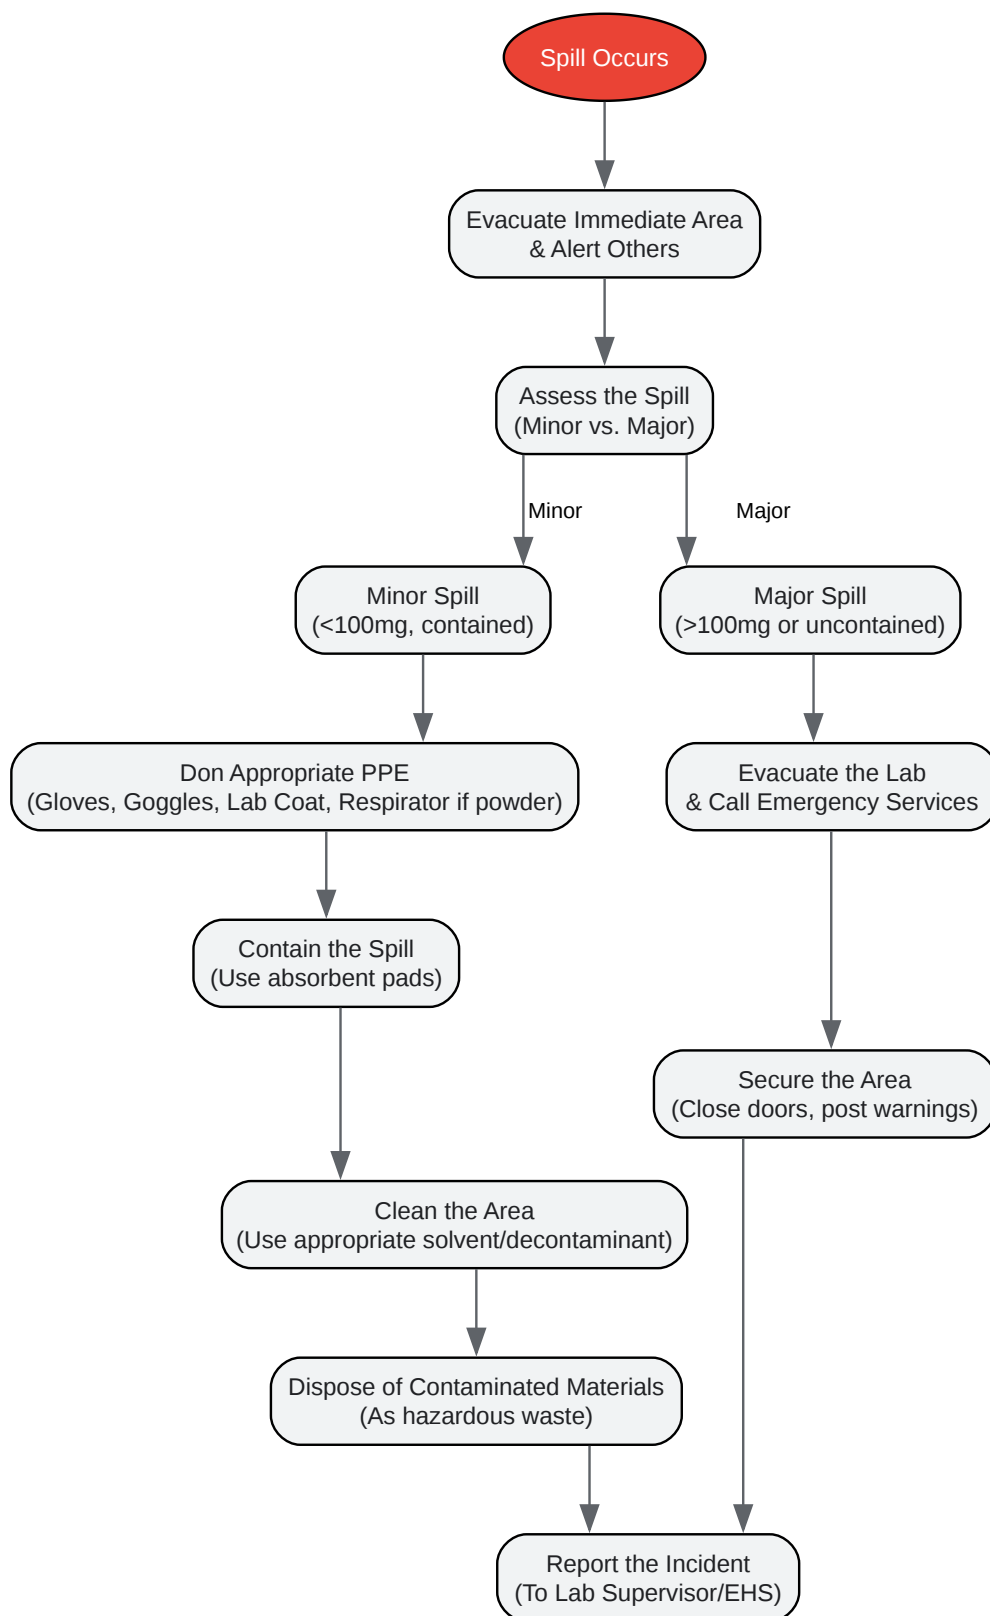 Spill Occurs
Evacuate Immediate Area
& Alert Others
Assess the Spill
(Minor vs. Major)
Minor
Major
Minor Spill
(<100mg, contained)
Major Spill
(>100mg or uncontained)
Don Appropriate PPE
(Gloves, Goggles, Lab Coat, Respirator if powder)
Evacuate the Lab
& Call Emergency Services
Contain the Spill
(Use absorbent pads)
Secure the Area
(Close doors, post warnings)
Clean the Area
(Use appropriate solvent/decontaminant)
Dispose of Contaminated Materials
(As hazardous waste)
Report the Incident
(To Lab Supervisor/EHS)